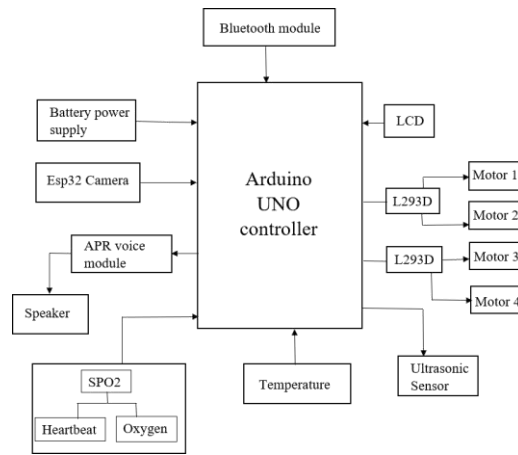 Bluetooth module
Battery power
supply
LCD
Esp32 Camera
Arduino
UNO
controller
L293D
Motor 1
Motor 2
APR voice
module
L293D
Motor 3
Motor 4
Speaker
SPO2
Heartbeat
Oxygen
Temperature
Ultrasonic
Sensor